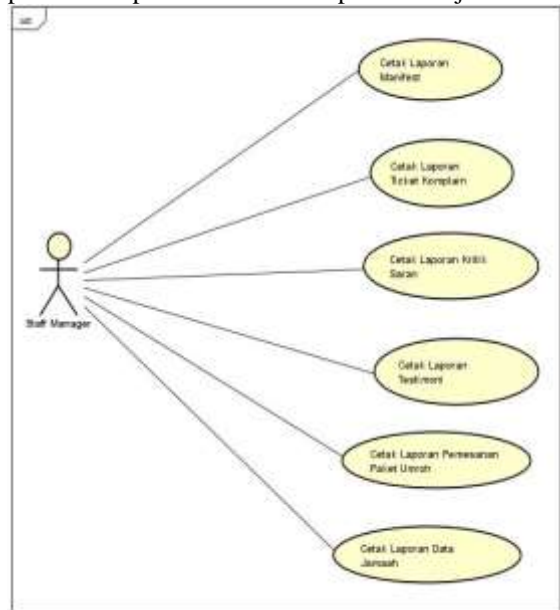 uc
Cetak Laporan
Manifest
Cetak Laporan
Ticket Komplain
Cetak Laporan Kritik
Saran
Staff Manager
Cetak Laporan
Testimoni
Cetak Laporan Pemesanan
Paket Umroh
Cetak Laporan Data
Jamaah